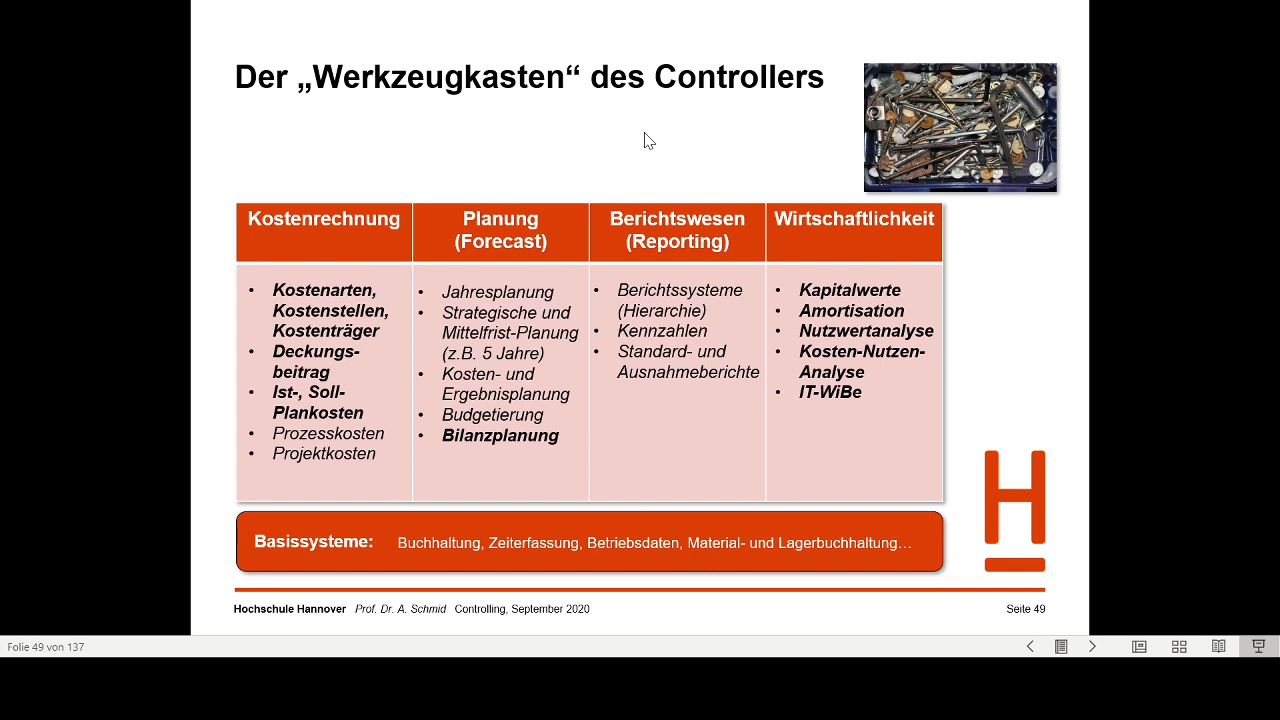 Der „Werkzeugkasten“ des Controllers
Kostenrechnung
Planung
(Forecast)
Berichtswesen
(Reporting)
Wirtschaftlichkeit
• Kostenarten,
Kostenstellen,
Kostenträger
• Deckungs-
beitrag
• Ist-, Soll-
Plankosten
• Prozesskosten
• Projektkosten
• Jahresplanung
• Strategische und
Mittelfrist-Planung
(z.B. 5 Jahre)
• Kosten- und
Ergebnisplanung
• Budgetierung
• Bilanzplanung
• Berichtssysteme
(Hierarchie)
• Kennzahlen
• Standard- und
Ausnahmeberichte
• Kapitalwerte
• Amortisation
• Nutzwertanalyse
• Kosten-Nutzen-
Analyse
• IT-WiBe
Basissysteme: Buchhaltung, Zeiterfassung, Betriebsdaten, Material- und Lagerbuchhaltung…
H
Hochschule Hannover Prof. Dr. A. Schmid Controlling, September 2020 Seite 49
Folie 49 von 137